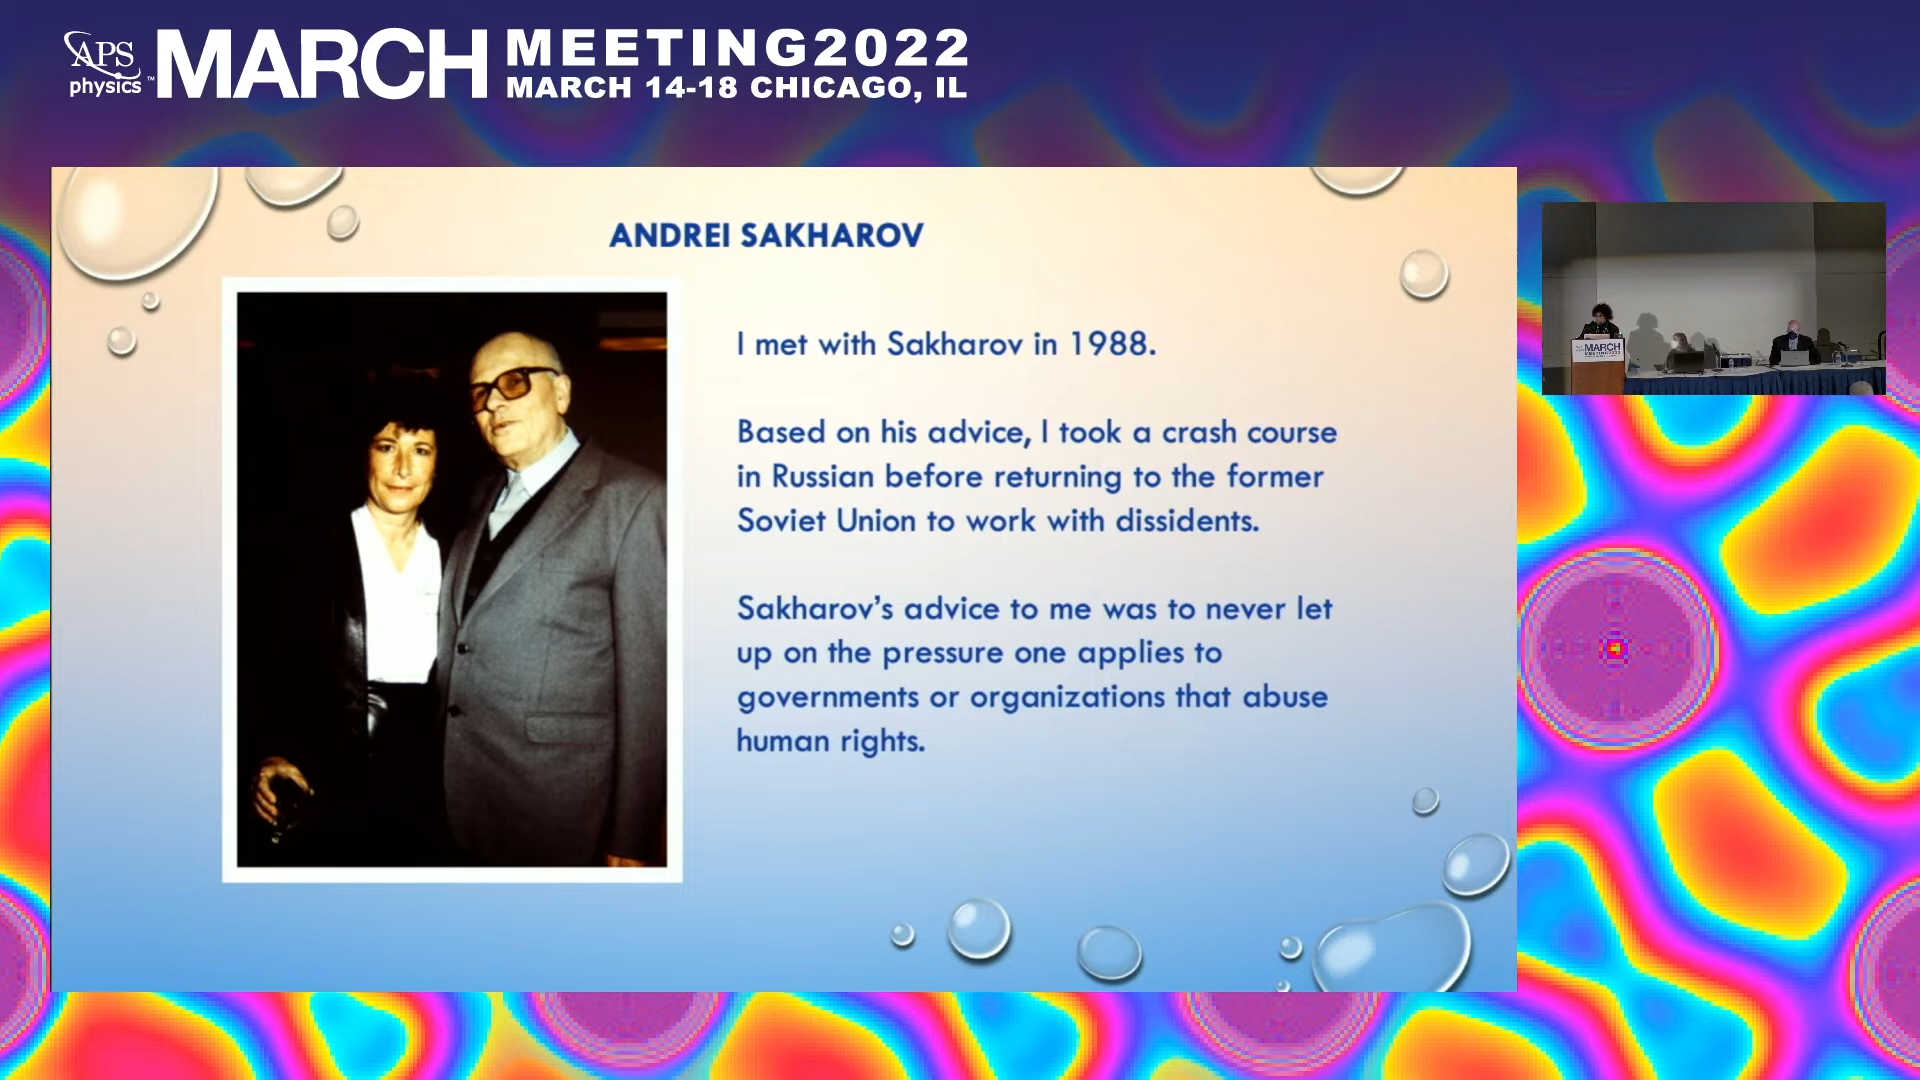 APS
physics™
MARCH
MEETING2022
MARCH 14-18 CHICAGO, IL
ANDREI SAKHAROV
I met with Sakharov in 1988.
Based on his advice, I took a crash course
in Russian before returning to the former
Soviet Union to work with dissidents.
Sakharov’s advice to me was to never let
up on the pressure one applies to
governments or organizations that abuse
human rights.
MARCH
MEETING2022